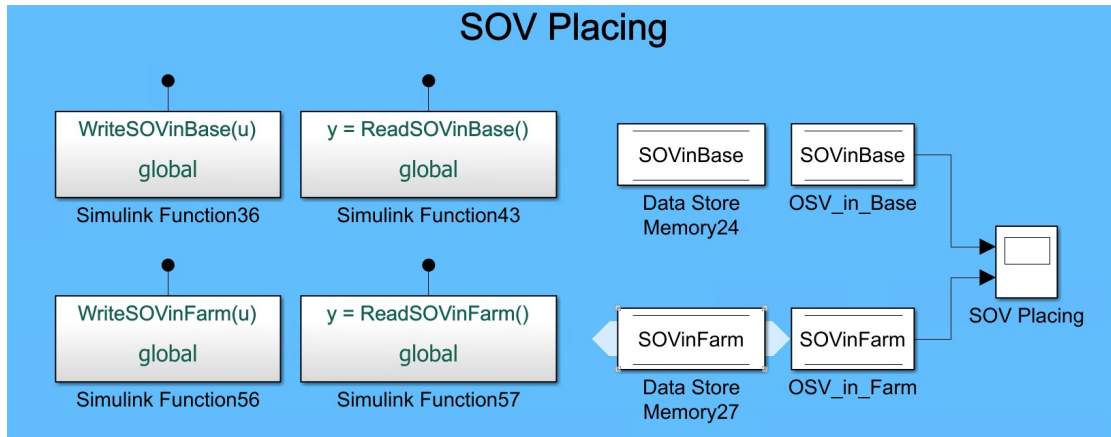 SOV Placing
WriteSOVinBase(u)
global
Simulink Function36
y = ReadSOVinBase()
global
Simulink Function43
SOVinBase
Data Store
Memory24
SOVinBase
OSV_in_Base
SOV Placing
WriteSOVinFarm(u)
global
Simulink Function56
y = ReadSOVinFarm()
global
Simulink Function57
SOVinFarm
Data Store
Memory27
SOVinFarm
OSV_in_Farm